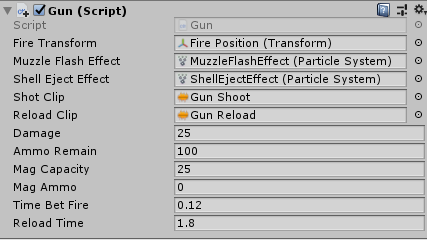 Gun (Script)
Script Gun
Fire Transform Fire Position (Transform)
Muzzle Flash Effect MuzzleFlashEffect (Particle System)
Shell Eject Effect ShellEjectEffect (Particle System)
Shot Clip Gun Shoot
Reload Clip Gun Reload
Damage 25
Ammo Remain 100
Mag Capacity 25
Mag Ammo 0
Time Bet Fire 0.12
Reload Time 1.8